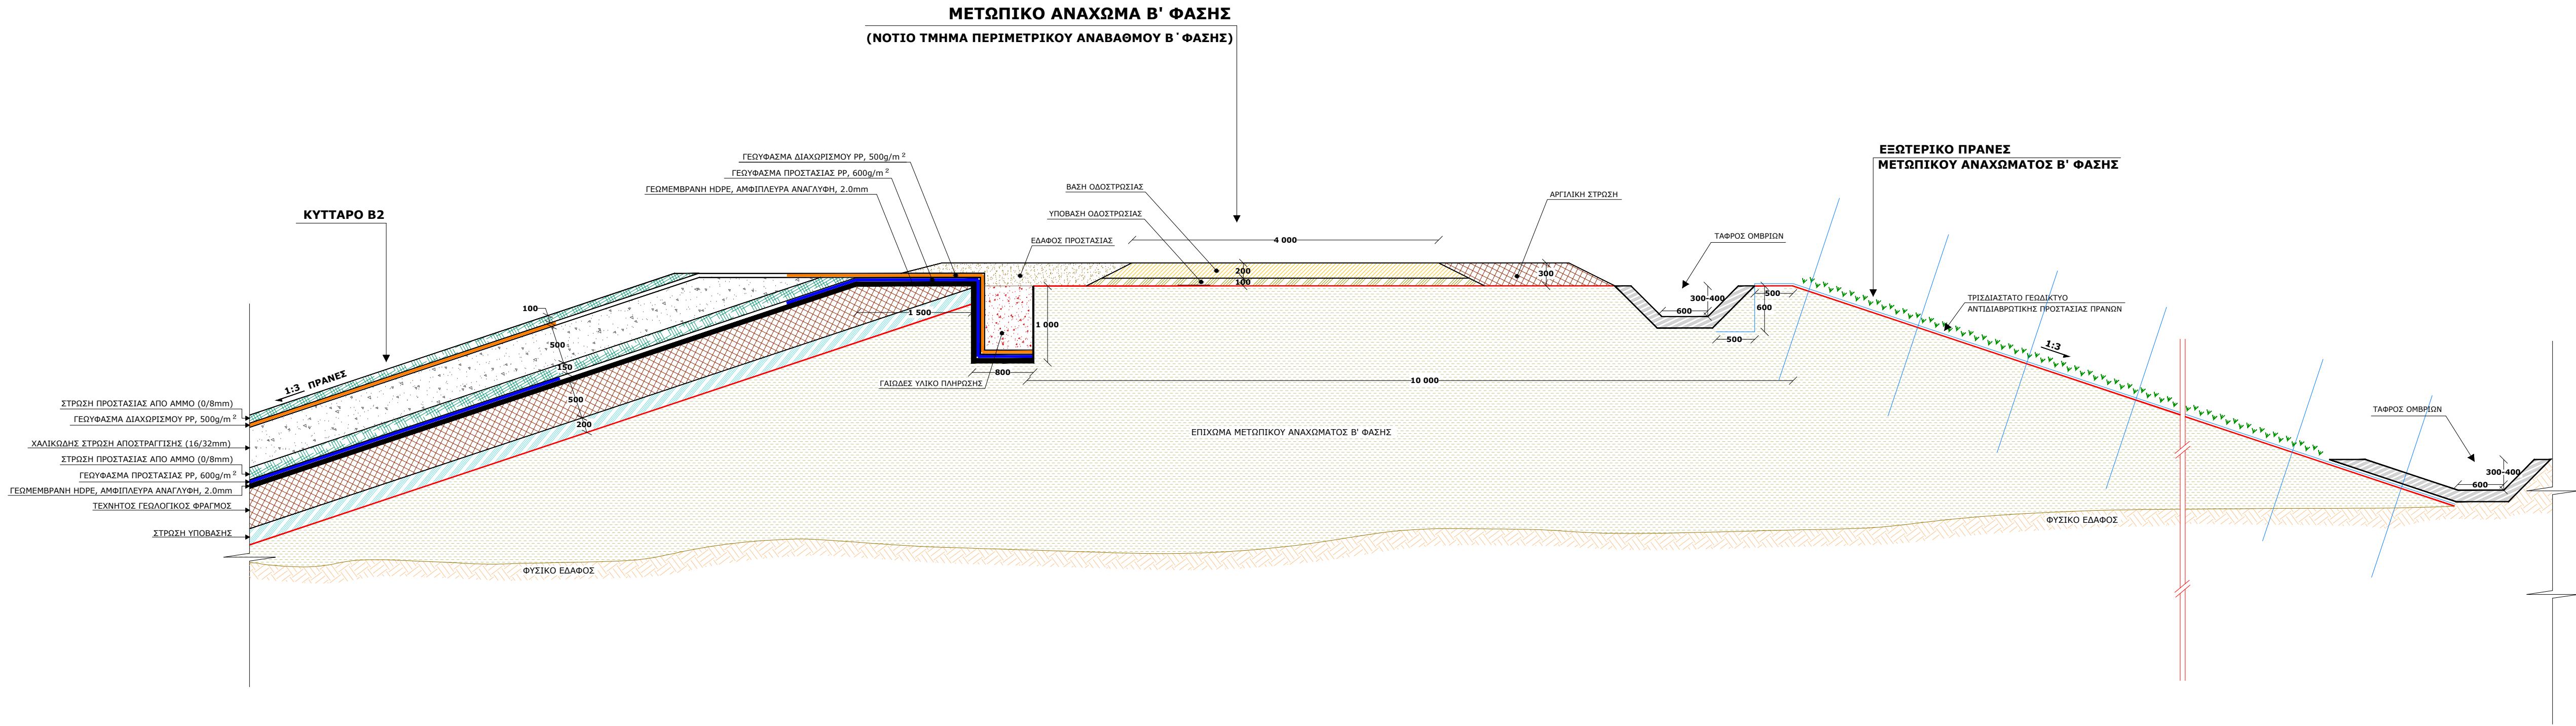 ΜΕΤΩΠΙΚΟ ΑΝΑΧΩΜΑ Β' ΦΑΣΗΣ
(ΝΟΤΙΟ ΤΜΗΜΑ ΠΕΡΙΜΕΤΡΙΚΟΥ ΑΝΑΒΑΘΜΟΥ Β΄ΦΑΣΗΣ)
ΕΞΩΤΕΡΙΚΟ ΠΡΑΝΕΣ
ΜΕΤΩΠΙΚΟΥ ΑΝΑΧΩΜΑΤΟΣ Β' ΦΑΣΗΣ
ΚΥΤΤΑΡΟ Β2
ΓΕΩΥΦΑΣΜΑ ΔΙΑΧΩΡΙΣΜΟΥ PP, 500g/m 2
ΓΕΩΥΦΑΣΜΑ ΠΡΟΣΤΑΣΙΑΣ PP, 600g/m 2
ΓΕΩΜΕΜΒΡΑΝΗ HDPE, ΑΜΦΙΠΛΕΥΡΑ ΑΝΑΓΛΥΦΗ, 2.0mm
ΒΑΣΗ ΟΔΟΣΤΡΩΣΙΑΣ
ΥΠΟΒΑΣΗ ΟΔΟΣΤΡΩΣΙΑΣ
ΕΔΑΦΟΣ ΠΡΟΣΤΑΣΙΑΣ
4 000
200
100
ΑΡΓΙΛΙΚΗ ΣΤΡΩΣΗ
300
ΤΑΦΡΟΣ ΟΜΒΡΙΩΝ
300-400
600
500
600
500
ΤΡΙΣΔΙΑΣΤΑΤΟ ΓΕΩΔΙΚΤΥΟ
ΑΝΤΙΔΙΑΒΡΩΤΙΚΗΣ ΠΡΟΣΤΑΣΙΑΣ ΠΡΑΝΩΝ
1:3
100
500
150
500
200
1 500
1 000
800
10 000
ΓΑΙΩΔΕΣ ΥΛΙΚΟ ΠΛΗΡΩΣΗΣ
1:3 ΠΡΑΝΕΣ
ΣΤΡΩΣΗ ΠΡΟΣΤΑΣΙΑΣ ΑΠΟ ΑΜΜΟ (0/8mm)
ΓΕΩΥΦΑΣΜΑ ΔΙΑΧΩΡΙΣΜΟΥ PP, 500g/m 2
ΧΑΛΙΚΩΔΗΣ ΣΤΡΩΣΗ ΑΠΟΣΤΡΑΓΓΙΣΗΣ (16/32mm)
ΣΤΡΩΣΗ ΠΡΟΣΤΑΣΙΑΣ ΑΠΟ ΑΜΜΟ (0/8mm)
ΓΕΩΥΦΑΣΜΑ ΠΡΟΣΤΑΣΙΑΣ PP, 600g/m 2
ΓΕΩΜΕΜΒΡΑΝΗ HDPE, ΑΜΦΙΠΛΕΥΡΑ ΑΝΑΓΛΥΦΗ, 2.0mm
ΤΕΧΝΗΤΟΣ ΓΕΩΛΟΓΙΚΟΣ ΦΡΑΓΜΟΣ
ΣΤΡΩΣΗ ΥΠΟΒΑΣΗΣ
ΕΠΙΧΩΜΑ ΜΕΤΩΠΙΚΟΥ ΑΝΑΧΩΜΑΤΟΣ Β' ΦΑΣΗΣ
ΤΑΦΡΟΣ ΟΜΒΡΙΩΝ
300-400
600
ΦΥΣΙΚΟ ΕΔΑΦΟΣ
ΦΥΣΙΚΟ ΕΔΑΦΟΣ